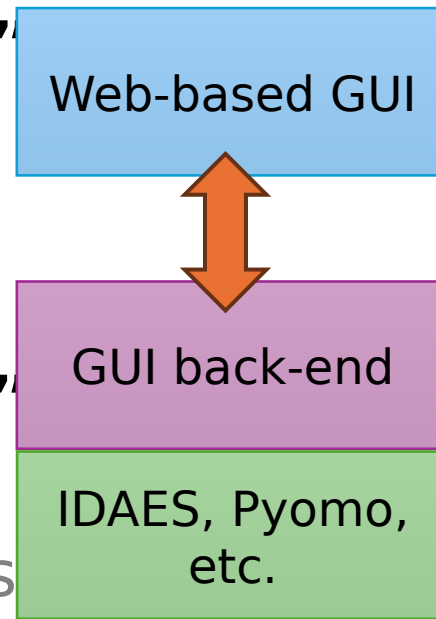 ”
Web-based GUI
GUI back-end
”
IDAES, Pyomo,
etc.
s